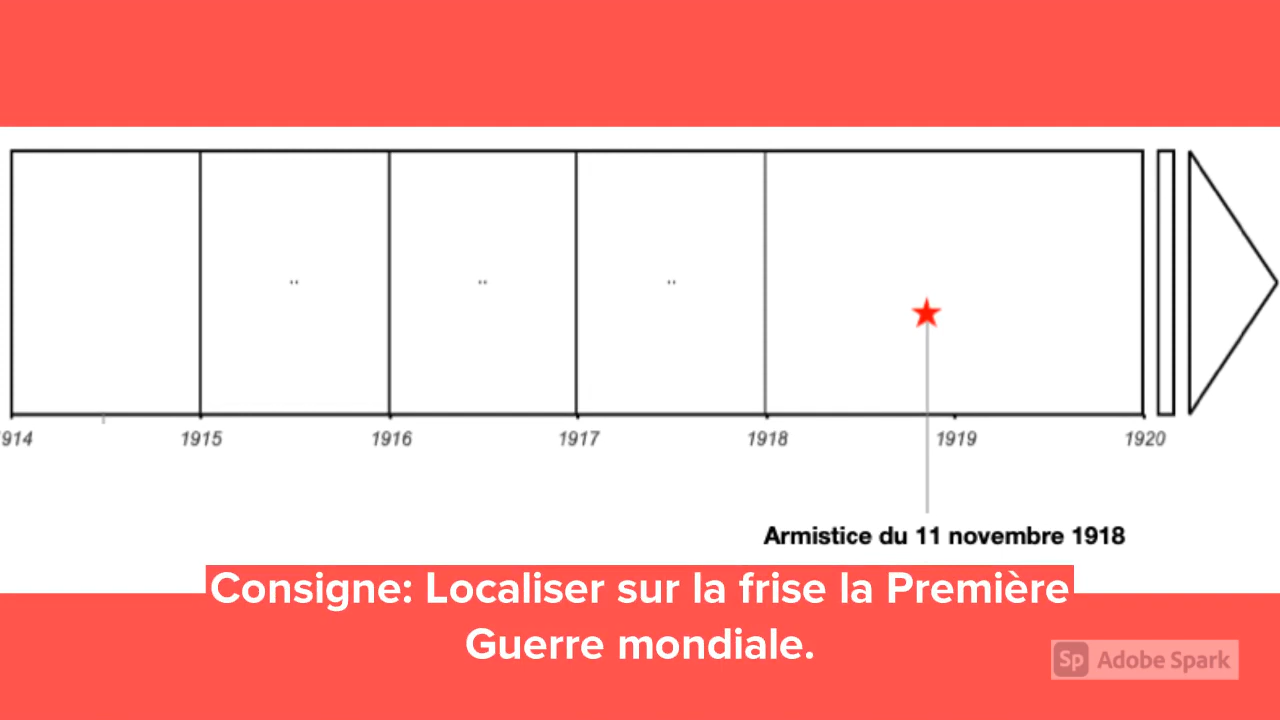 914 1915 1916 1917 1918 1919 1920
Armistice du 11 novembre 1918
Consigne: Localiser sur la frise la Première
Guerre mondiale.
Sp Adobe Spark